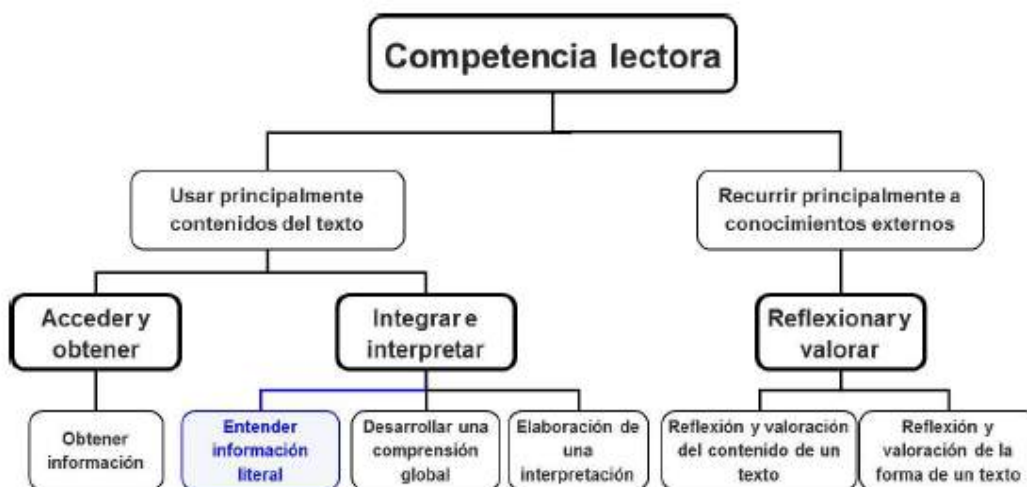 Competencia lectora
Usar principalmente
contenidos del texto
Recurrir principalmente a
conocimientos externos
Acceder y
obtener
Integrar e
interpretar
Reflexionar y
valorar
Obtener
información
Entender
información
literal
Desarrollar una
comprensión
global
Elaboración de
una
interpretación
Reflexión y valoración
del contenido de un
texto
Reflexión y
valoración de la
forma de un texto